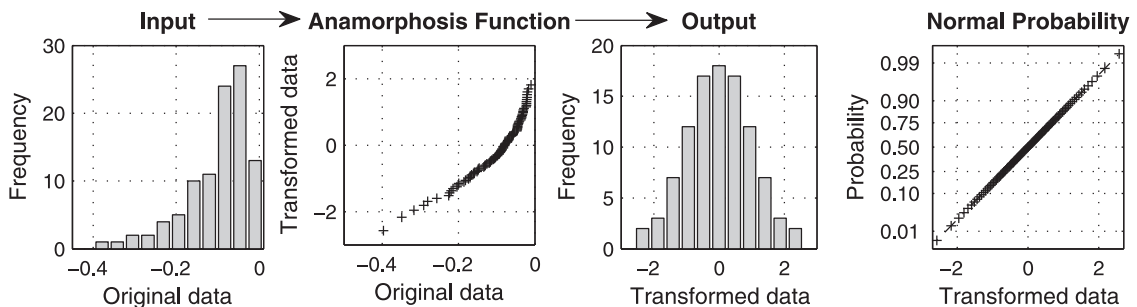 Input
Anamorphosis Function
Output
Normal Probability
Frequency
30
20
10
0
−0.4
−0.2
0
Original data
Transformed data
2
0
−2
−0.4
−0.2
0
Original data
Frequency
20
15
10
5
0
−2
0
2
Transformed data
Probability
0.99
0.90
0.75
0.50
0.25
0.10
0.01
−2
0
2
Transformed data